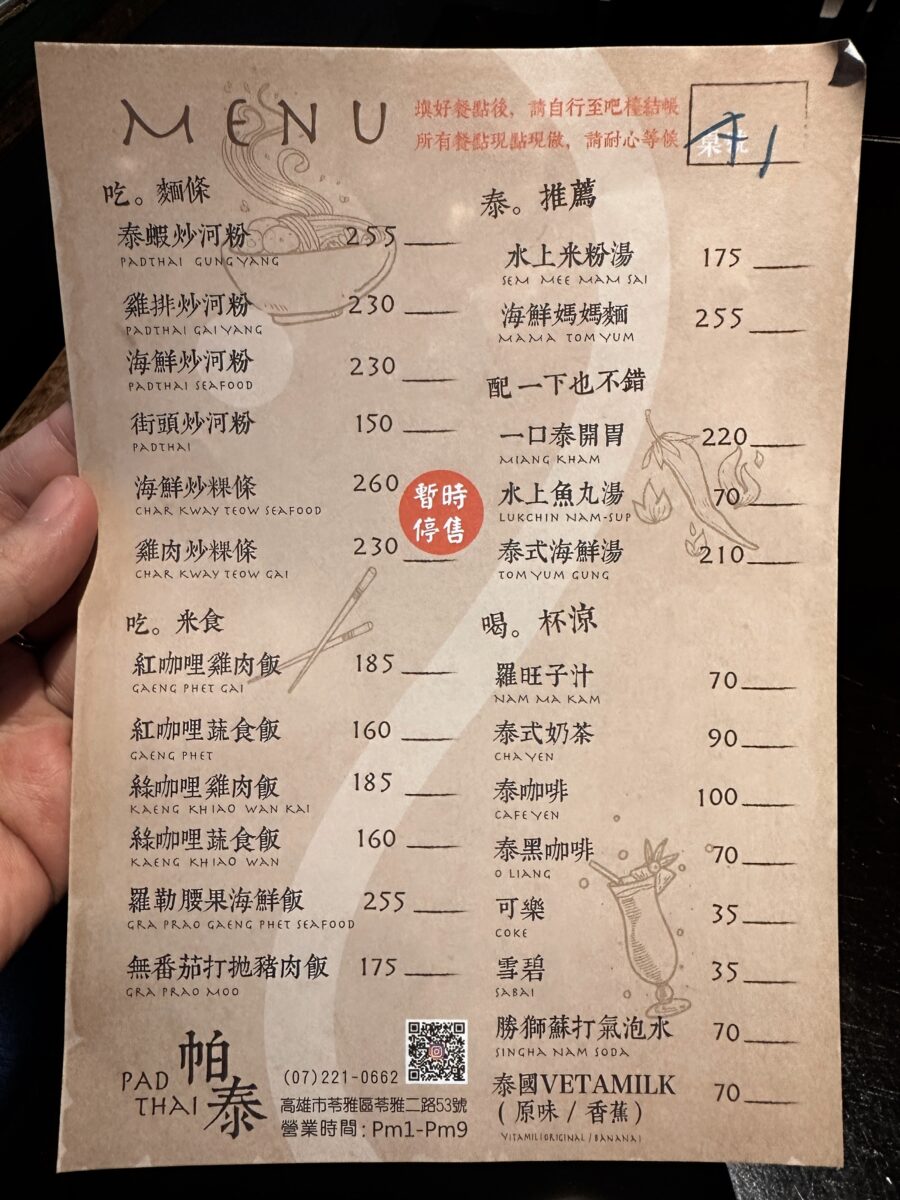 MENU
填好餐點後，請自行至吧檯結帳
所有餐點現點現做，請耐心等候
吃。麵條
泰蝦炒河粉 255
PADTHAI GUNG YANG
雞排炒河粉 230
PADTHAI GAI YANG
海鮮炒河粉 230
PADTHAI SEAFOOD
街頭炒河粉 150
PADTHAI
海鮮炒粿條 260
CHAR KWAY TEOW SEAFOOD
雞肉炒粿條 230
CHAR KWAY TEOW GAI
暫時
停售
吃。米食
紅咖哩雞肉飯 185
GAENG PHET GAI
紅咖哩蔬食飯 160
GAENG PHET
綠咖哩雞肉飯 185
KAENG KHIAO WAN KAI
綠咖哩蔬食飯 160
KAENG KHIAO WAN
羅勒腰果海鮮飯 255
GRA PRAO GAENG PHET SEAFOOD
無番茄打拋豬肉飯 175
GRA PRAO MOO
泰。推薦
水上米粉湯 175
SEM MEE MAM SAI
海鮮媽媽麵 255
MAMA TOM YUM
配一下也不錯
一口泰開胃 220
MIANG KHAM
水上魚丸湯 70
LUKCHIN NAM-SUP
泰式海鮮湯 210
TOM YUM GUNG
喝。杯涼
羅旺子汁 70
NAM MA KAM
泰式奶茶 90
CHA YEN
泰咖啡 100
CAFE YEN
泰黑咖啡 70
O LIANG
可樂 35
COKE
雪碧 35
SABAI
勝獅蘇打氣泡水 70
SINGHA NAM SODA
泰國VETAMILK 70
(原味/香蕉)
VITAMILIORIGINAL/BANANAI
PAD THAI
帕泰
(07)221-0662
高雄市苓雅區苓雅二路53號
營業時間:Pm1-Pm9